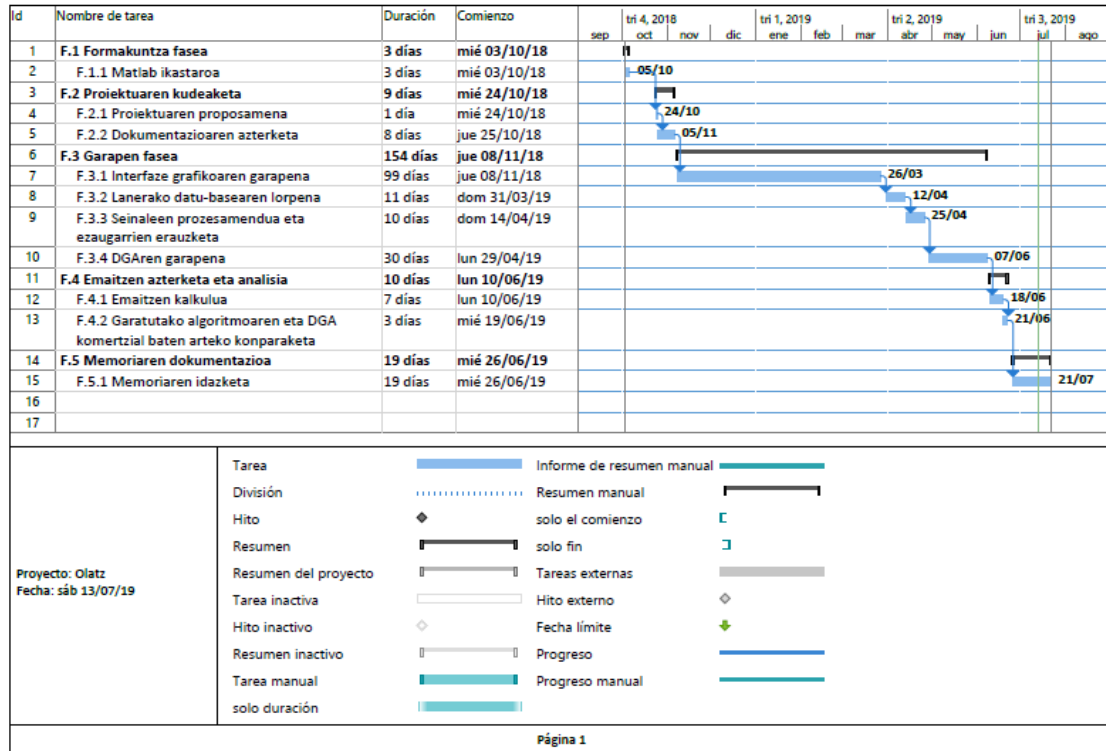 Id Nombre de tarea Duración Comienzo tri 4, 2018 tri 1, 2019 tri 2, 2019 tri 3, 2019
sep oct nov dic ene feb mar abr may jun jul ago
1 F.1 Formakuntza fasea 3 días mié 03/10/18
2 F.1.1 Matlab ikastaroa 3 días mié 03/10/18 05/10
3 F.2 Proiektuaren kudeaketa 9 días mié 24/10/18
4 F.2.1 Proiektuaren proposamena 1 día mié 24/10/18 24/10
5 F.2.2 Dokumentazioaren azterketa 8 días jue 25/10/18 05/11
6 F.3 Garapen fasea 154 días jue 08/11/18
7 F.3.1 Interfaze grafikoaren garapena 99 días jue 08/11/18 26/03
8 F.3.2 Lanerako datu-basearen lorpena 11 días dom 31/03/19 12/04
9 F.3.3 Seinaleen prozesamendua eta 10 días dom 14/04/19 25/04
ezaugarrien erauzketa
10 F.3.4 DGAren garapena 30 días lun 29/04/19 07/06
11 F.4 Emaitzen azterketa eta analisia 10 días lun 10/06/19
12 F.4.1 Emaitzen kalkulua 7 días lun 10/06/19 18/06
13 F.4.2 Garatutako algoritmoaren eta DGA 3 días mié 19/06/19 21/06
komertzial baten arteko konparaketa
14 F.5 Memoriaren dokumentazioa 19 días mié 26/06/19
15 F.5.1 Memoriaren idazketa 19 días mié 26/06/19 21/07
16
17
Proyecto: Olatz
Fecha: sáb 13/07/19
Tarea
División
Hito
Resumen
Resumen del proyecto
Tarea inactiva
Hito inactivo
Resumen inactivo
Tarea manual
solo duración
Informe de resumen manual
Resumen manual
solo el comienzo
solo fin
Tareas externas
Hito externo
Fecha límite
Progreso
Progreso manual
Página 1